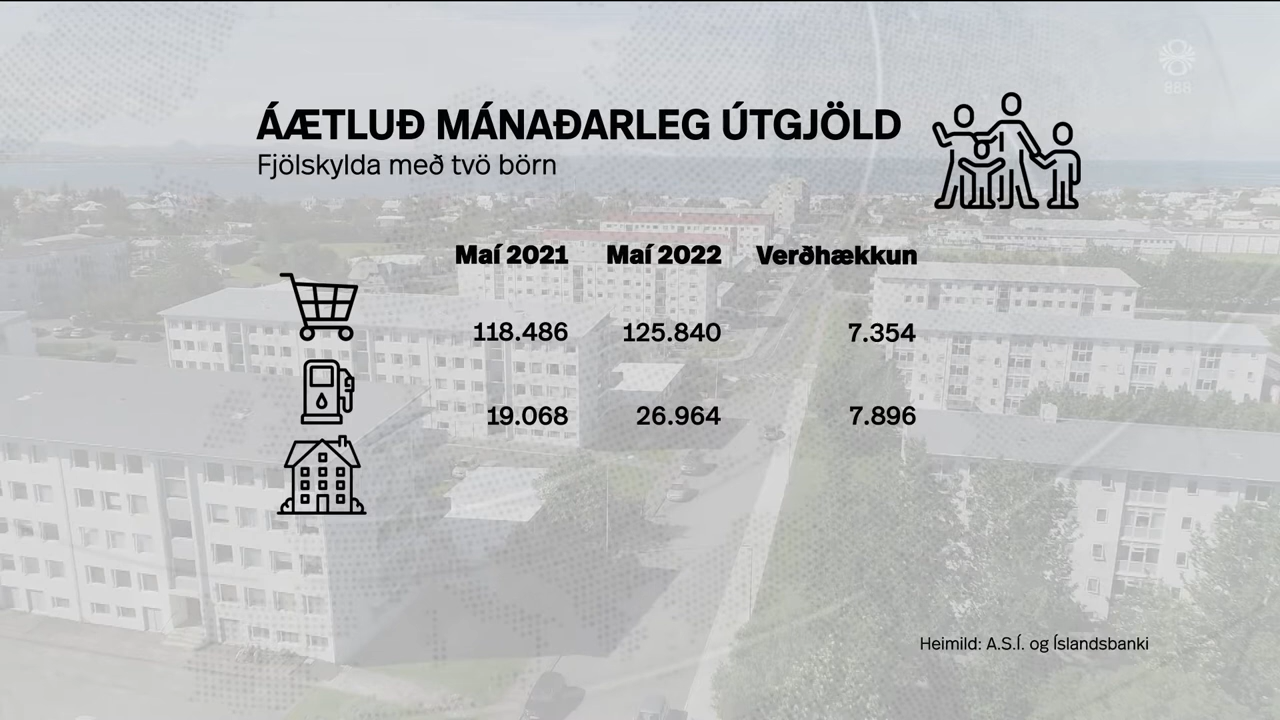 888
ÁÆTLUÐ MÁNAÐARLEG ÚTGJÖLD
Fjölskylda með tvö börn
Maí 2021 Maí 2022 Verðhækkun
118.486 125.840 7.354
19.068 26.964 7.896
Heimild: A.S.Í. og Íslandsbanki